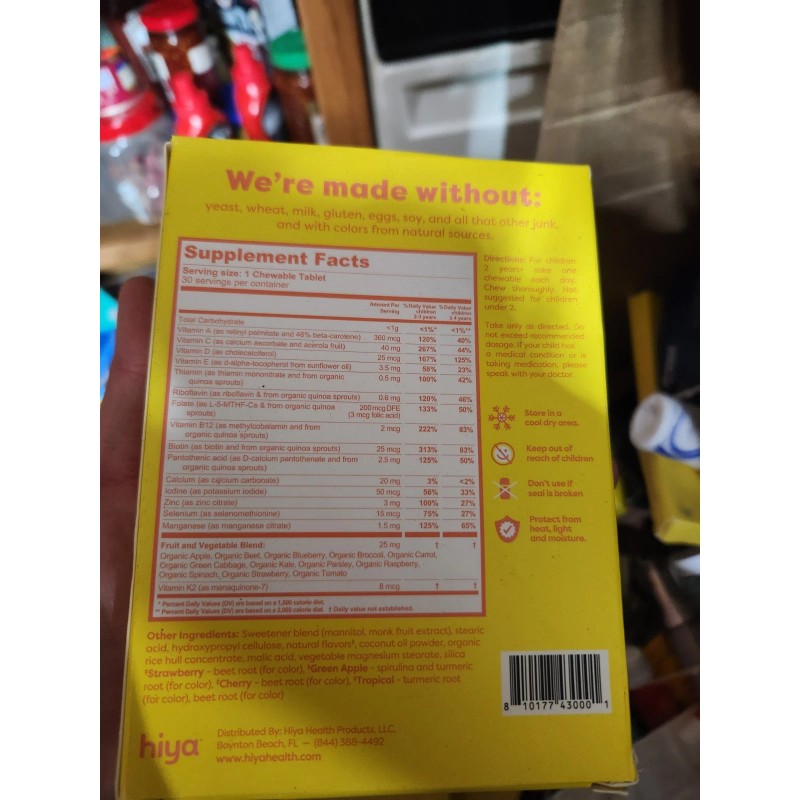 We're made without:
yeast, wheat, milk, gluten, eggs, soy, and all that other junk,
and with colors from natural sources.
Supplement Facts
Serving size: 1 Chewable Tablet
30 servings per container
Amount Per Serving %Daily Value children 2-3 years %Daily Value children ≥ 4 years
Total Carbohydrate <1g <1%* <1%**
Vitamin A (as retinyl palmitate and 46% beta-carotene) 360 mcg 120% 40%
Vitamin C (as calcium ascorbate and acerola fruit) 40 mg 267% 44%
Vitamin D (as cholecalciferol) 25 mcg 167% 125%
Vitamin E (as d-alpha-tocopherol from sunflower oil) 3.5 mg 58% 23%
Thiamin (as thiamin mononitrate and from organic 0.5 mg 100% 42%
quinoa sprouts)
Riboflavin (as riboflavin & from organic quinoa sprouts) 0.6 mg 120% 46%
Folate (as L-5-MTHF-Ca & from organic quinoa 200 mcg DFE 133% 50%
sprouts) (3 mcg folic acid)
Vitamin B12 (as methylcobalamin and from 2 mcg 222% 83%
organic quinoa sprouts)
Biotin (as biotin and from organic quinoa sprouts) 25 mcg 313% 83%
Pantothenic acid (as D-calcium pantothenate and from 2.5 mg 125% 50%
organic quinoa sprouts)
Calcium (as calcium carbonate) 20 mg 3% <2%
Iodine (as potassium iodide) 50 mcg 56% 33%
Zinc (as zinc citrate) 3 mg 100% 27%
Selenium (as selenomethionine) 15 mcg 75% 27%
Manganese (as manganese citrate) 1.5 mg 125% 65%
Fruit and Vegetable Blend: 25 mg † †
Organic Apple, Organic Beet, Organic Blueberry, Organic Broccoli, Organic Carrot,
Organic Green Cabbage, Organic Kale, Organic Parsley, Organic Raspberry,
Organic Spinach, Organic Strawberry, Organic Tomato
Vitamin K2 (as menaquinone-7) 8 mcg † †
* Percent Daily Values (DV) are based on a 1,000 calorie diet.
** Percent Daily Values (DV) are based on a 2,000 calorie diet. † Daily value not established.
Directions: For children
2 years+ take one
chewable each day.
Chew thoroughly. Not
suggested for children
under 2.
Take only as directed. Do
not exceed recommended
dosage. If your child has
a medical condition or is
taking medication, please
speak with your doctor.
Store in a
cool dry area.
Keep out of
reach of children
Don't use if
seal is broken
Protect from
heat, light
and moisture.
Other Ingredients: Sweetener blend (mannitol, monk fruit extract), stearic
acid, hydroxypropyl cellulose, natural flavors‡, coconut oil powder, organic
rice hull concentrate, malic acid, vegetable magnesium stearate, silica
‡Strawberry - beet root (for color), ‡Green Apple - spirulina and turmeric
root (for color), ‡Cherry - beet root (for color), ‡Tropical - turmeric root
(for color), beet root (for color)
8 10177 43000 1
hiya
Distributed By: Hiya Health Products, LLC.
Boynton Beach, FL — (844) 388-4492
www.hiyahealth.com